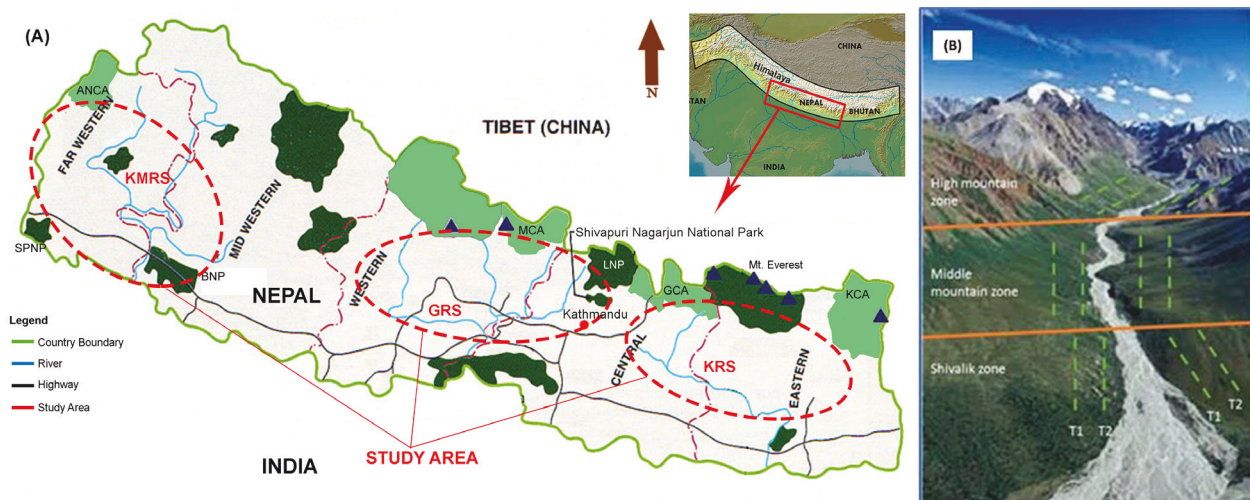 (A)
ANCA
FAR WESTERN
KMRS
SPNP
BNP
MID WESTERN
NEPAL
TIBET (CHINA)
WESTERN
MCA
GRS
Shivapuri Nagarjun National Park
LNP
Kathmandu
GCA
Mt. Everest
KCA
CENTRAL
KRS
EASTERN
STUDY AREA
INDIA
Legend
Country Boundary
River
Highway
Study Area
N
CHINA
Himalaya
STAN
NEPAL
BHUTAN
INDIA
(B)
High mountain
zone
Middle
mountain zone
Shivalik zone
T1
T2
T1
T2